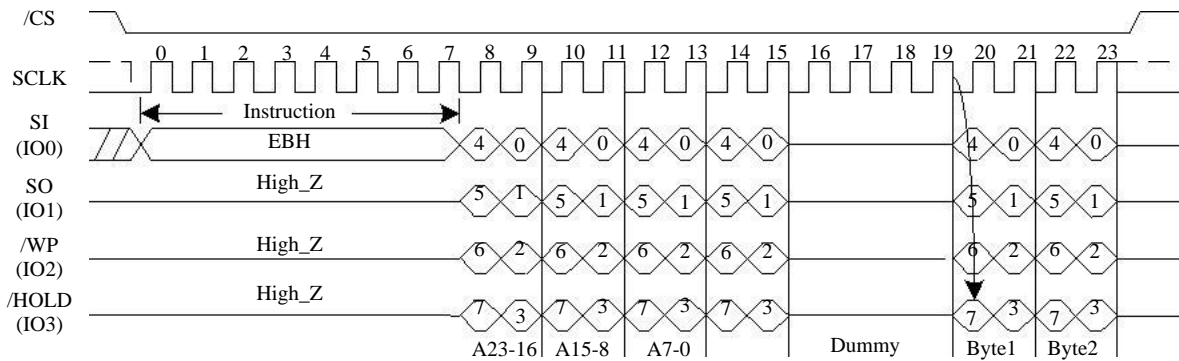 /CS
0 1 2 3 4 5 6 7 8 9 10 11 12 13 14 15 16 17 18 19 20 21 22 23
SCLK
Instruction
SI
(IO0)
EBH
4 0 4 0 4 0 4 0 4 0 4 0
SO
(IO1)
High_Z
5 1 5 1 5 1 5 1 5 1 5 1
/WP
(IO2)
High_Z
6 2 6 2 6 2 6 2 6 2 6 2
/HOLD
(IO3)
High_Z
7 3 7 3 7 3 7 3 7 3 7 3
A23-16 A15-8 A7-0 Dummy Byte1 Byte2